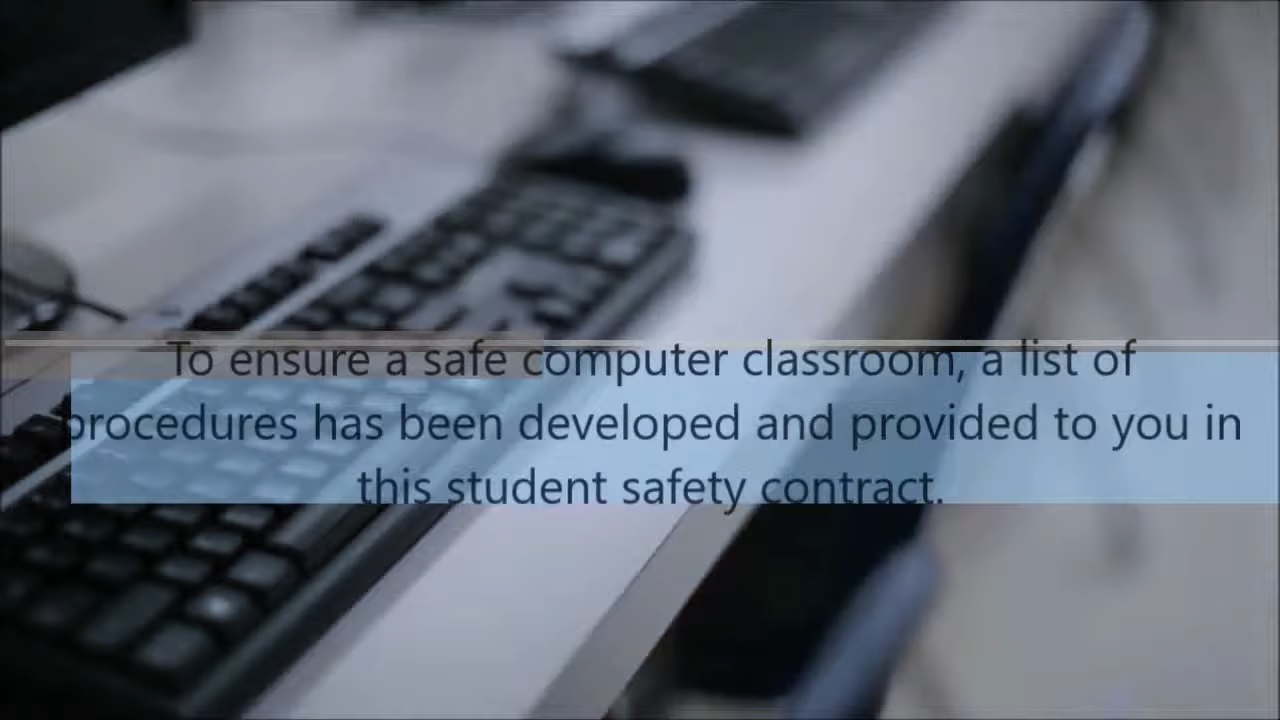 To ensure a safe computer classroom, a list of
procedures has been developed and provided to you in
this student safety contract.